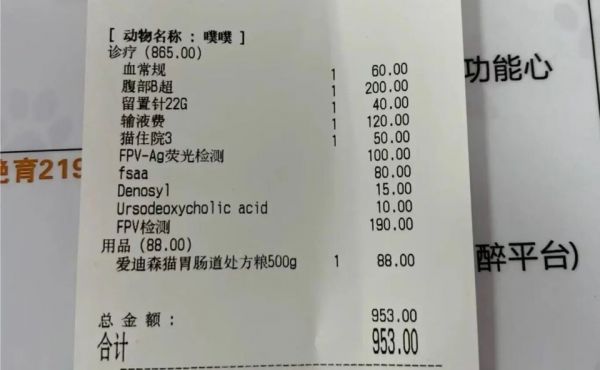 [ 动物名称 : 噗噗 ]
诊疗 (865.00)
血常规 1 60.00
腹部B超 1 200.00
留置针22G 1 40.00
输液费 1 120.00
猫住院3 1 50.00
FPV-Ag荧光检测 100.00
fsaa 80.00
Denosyl 15.00
Ursodeoxycholic acid 10.00
FPV检测 190.00
用品 (88.00)
爱迪森猫胃肠道处方粮500g 1 88.00
总金额: 953.00
合计 953.00
功能心
绝育219
醉平台)